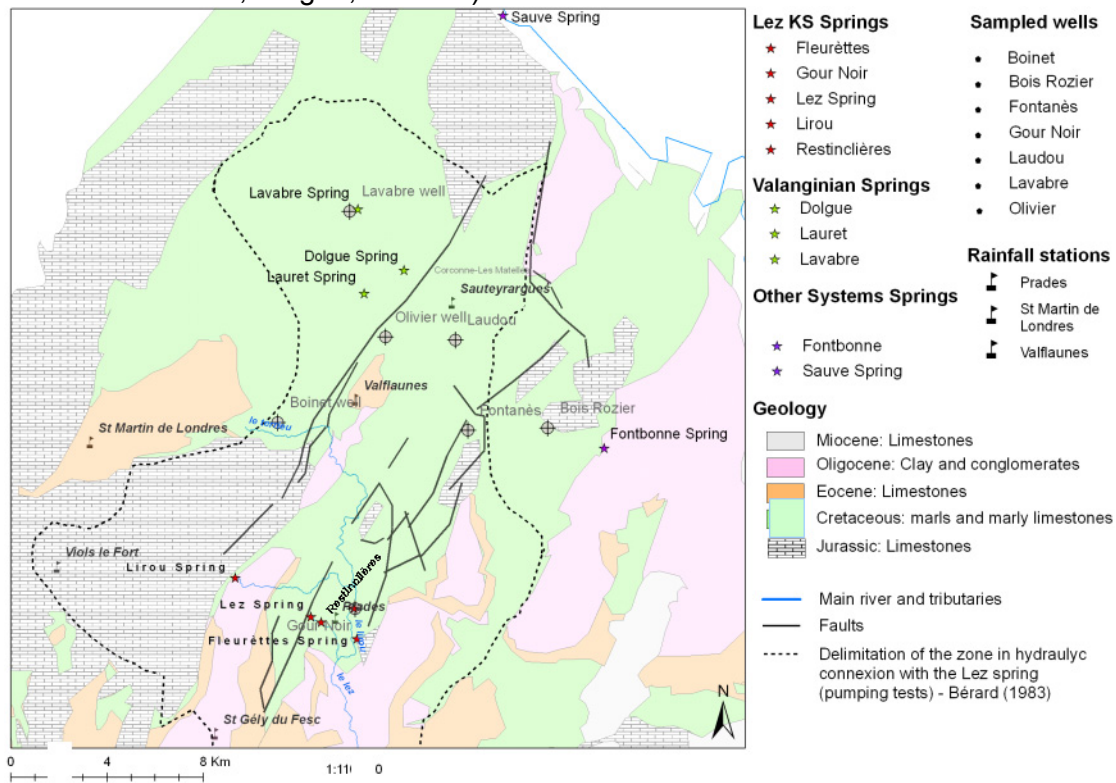 Sauve Spring
Lavabre Spring
Lavabre well
Dolgue Spring
Corconne-Les Matelles
Lauret Spring
Sauteyrargues
Olivier well
Laudou
Valflaunes
Boinet well
Fontanès
Bois Rozier
St Martin de Londres
Fontbonne Spring
Viols le Fort
Lirou Spring
Restinclières
Lez Spring
Prades
Gour Noir
Fleurèttes Spring
le lez
St Gély du Fesc
N
0 4 8 Km
1:11 0
Lez KS Springs
Fleurèttes
Gour Noir
Lez Spring
Lirou
Restinclières
Valanginian Springs
Dolgue
Lauret
Lavabre
Other Systems Springs
Fontbonne
Sauve Spring
Sampled wells
Boinet
Bois Rozier
Fontanès
Gour Noir
Laudou
Lavabre
Olivier
Rainfall stations
Prades
St Martin de
Londres
Valflaunes
Geology
Miocene: Limestones
Oligocene: Clay and conglomerates
Eocene: Limestones
Cretaceous: marls and marly limestones
Jurassic: Limestones
Main river and tributaries
Faults
Delimitation of the zone in hydraulyc
connexion with the Lez spring
(pumping tests) - Bérard (1983)